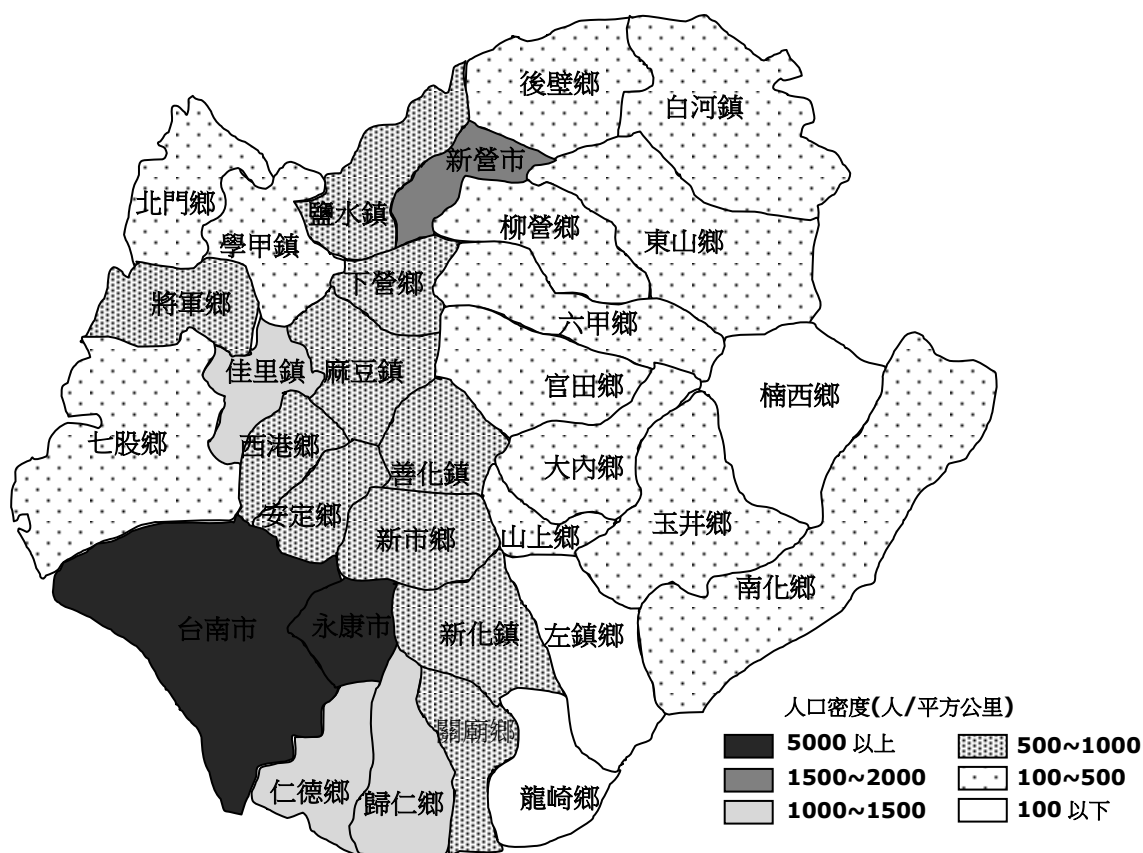 後壁鄉
白河鎮
新營市
北門鄉
學甲鎮
鹽水鎮
柳營鄉
東山鄉
將軍鄉
下營鄉
六甲鄉
佳里鎮
麻豆鎮
官田鄉
楠西鄉
七股鄉
西港鄉
善化鎮
大內鄉
安定鄉
新市鄉
山上鄉
玉井鄉
南化鄉
台南市
永康市
新化鎮
左鎮鄉
關廟鄉
仁德鄉
歸仁鄉
龍崎鄉
人口密度(人/平方公里)
5000 以上
1500~2000
1000~1500
500~1000
100~500
100 以下